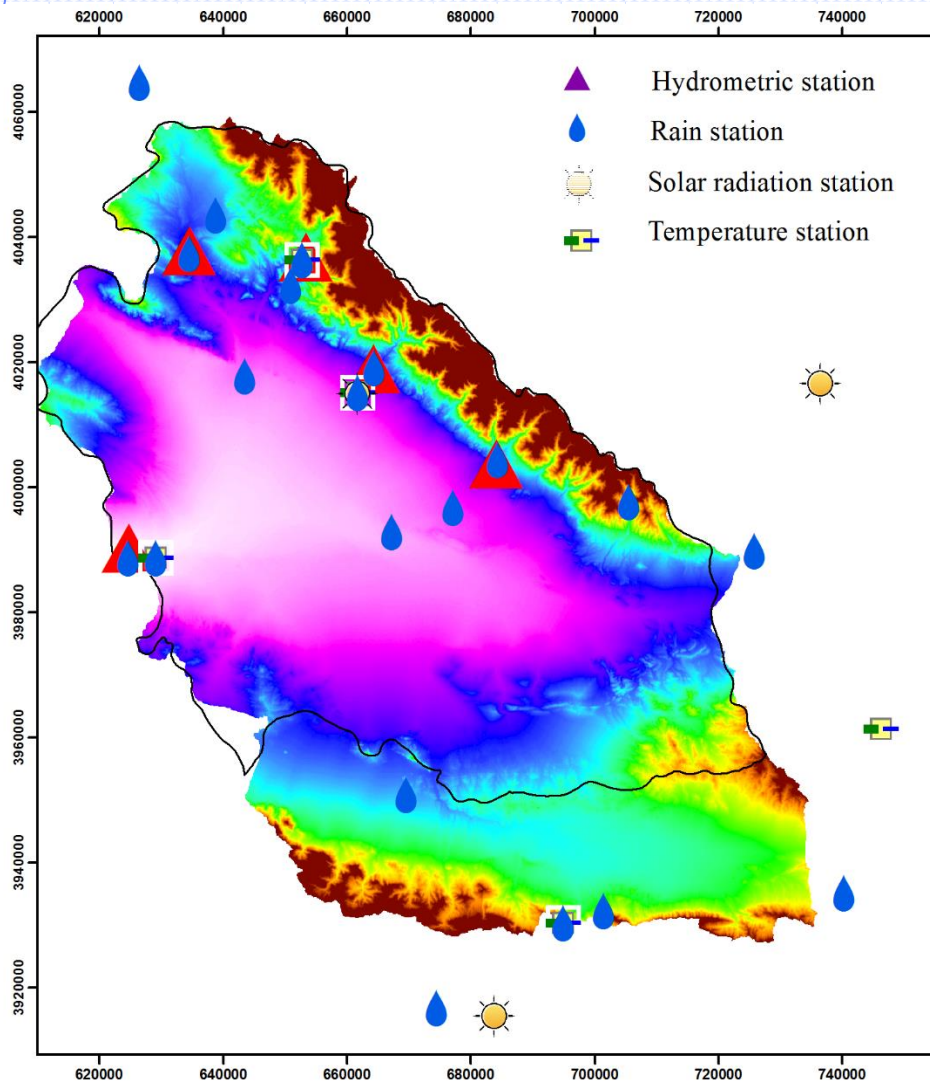 620000 640000 660000 680000 700000 720000 740000
Hydrometric station
Rain station
Solar radiation station
Temperature station
4060000
4040000
4020000
4000000
3980000
3960000
3940000
3920000
620000 640000 660000 680000 700000 720000 740000